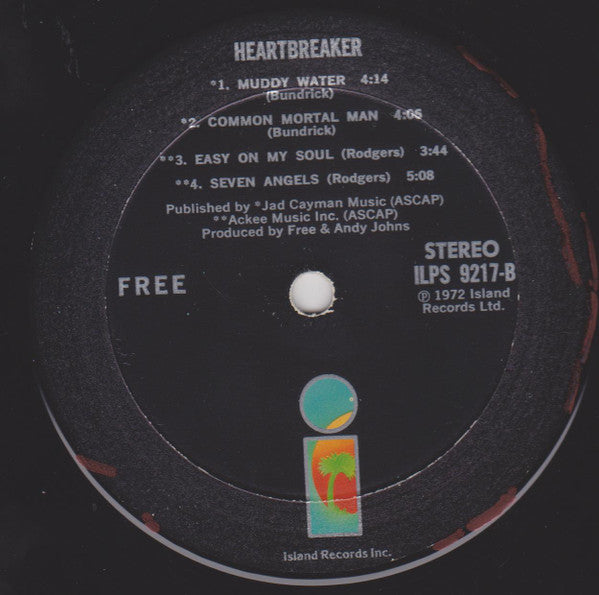 HEARTBREAKER
*1. MUDDY WATER 4:14
(Bundrick)
*2. COMMON MORTAL MAN 4:06
(Bundrick)
**3. EASY ON MY SOUL (Rodgers) 3:44
**4. SEVEN ANGELS (Rodgers) 5:08
Published by *Jad Cayman Music (ASCAP)
**Ackee Music Inc. (ASCAP)
Produced by Free & Andy Johns
FREE
STEREO
ILPS 9217-B
℗ 1972 Island
Records Ltd.
i
Island Records Inc.